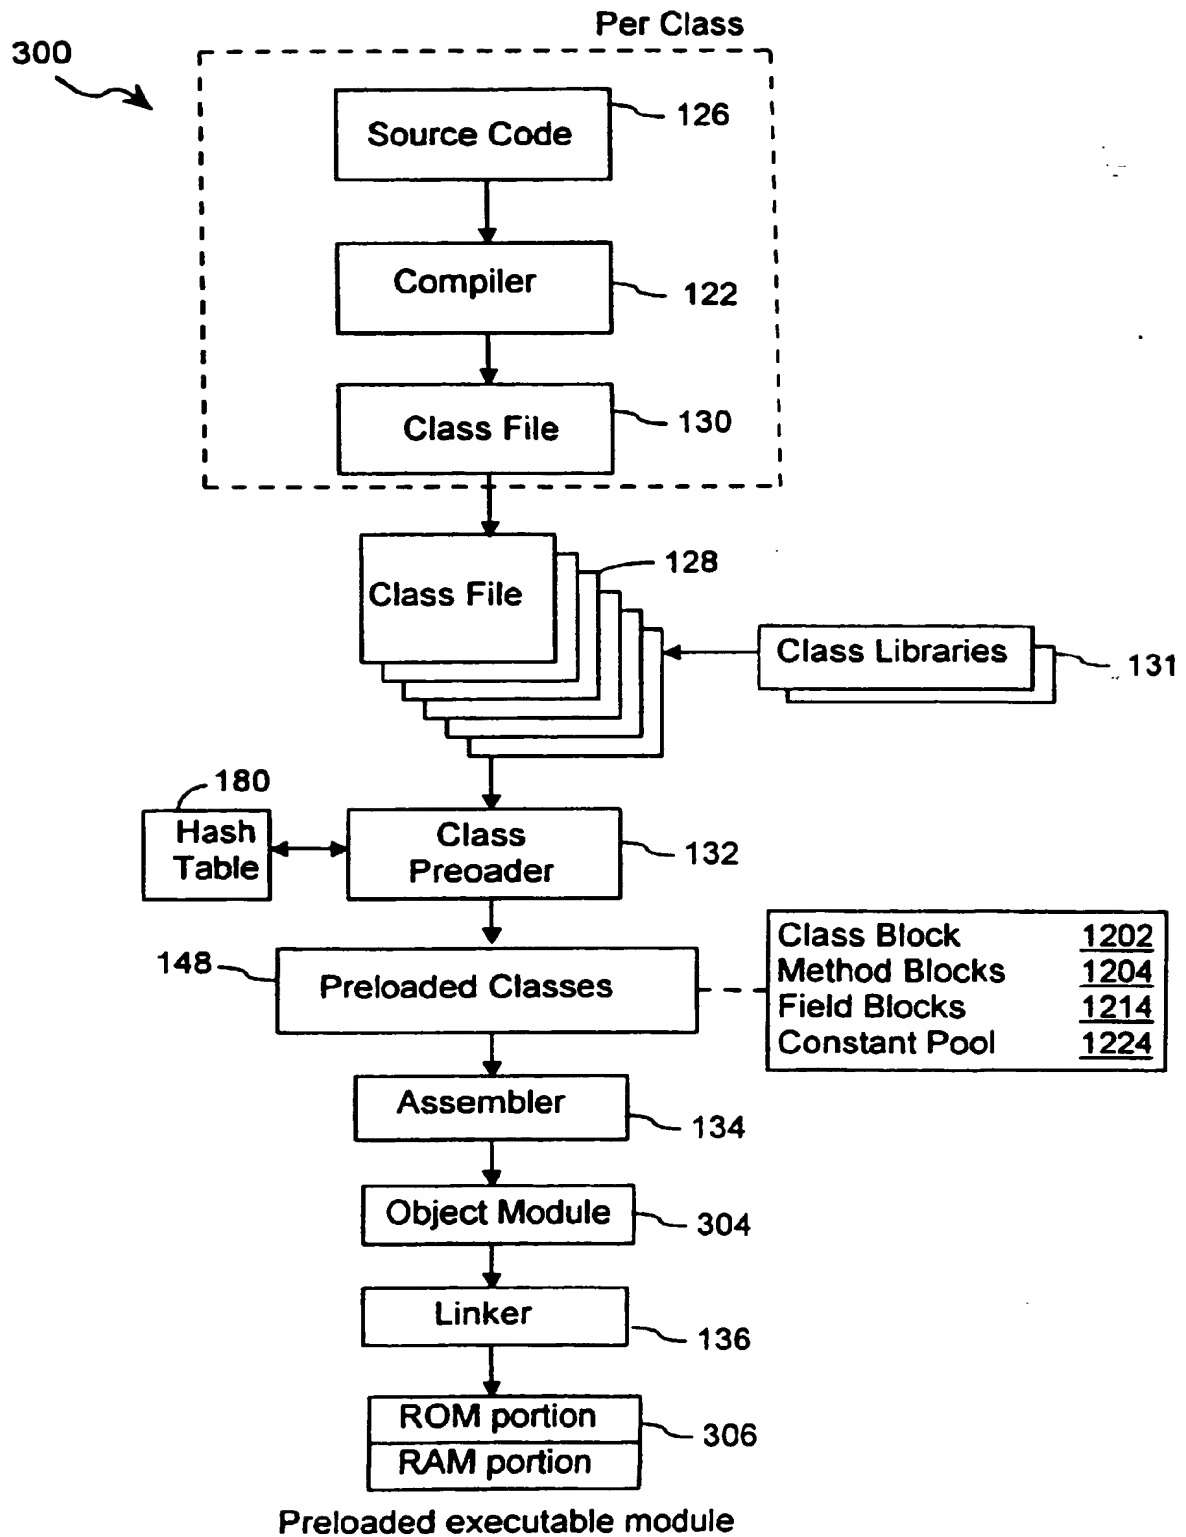 Per Class
300
Source Code
126
Compiler
122
Class File
130
Class File
128
Class Libraries
131
180
Hash
Table
Class
Preoader
132
148
Preloaded Classes
Class Block 1202
Method Blocks 1204
Field Blocks 1214
Constant Pool 1224
Assembler
134
Object Module
304
Linker
136
ROM portion
306
RAM portion
Preloaded executable module